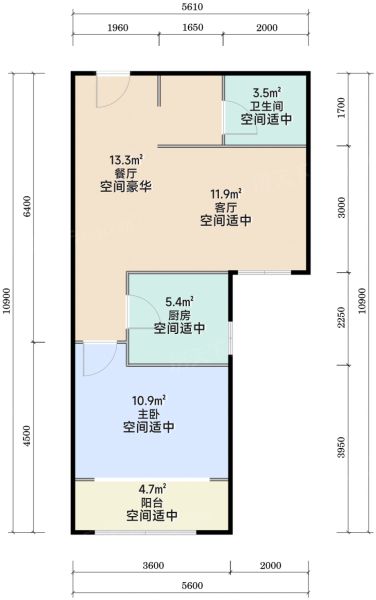 5610
1960
1650
2000
3.5㎡
卫生间
空间适中
1700
13.3㎡
餐厅
空间豪华
11.9㎡
客厅
空间适中
6400
3000
10900
10900
5.4㎡
厨房
空间适中
2250
10.9㎡
主卧
空间适中
4500
3950
4.7㎡
阳台
空间适中
3600
2000
5600